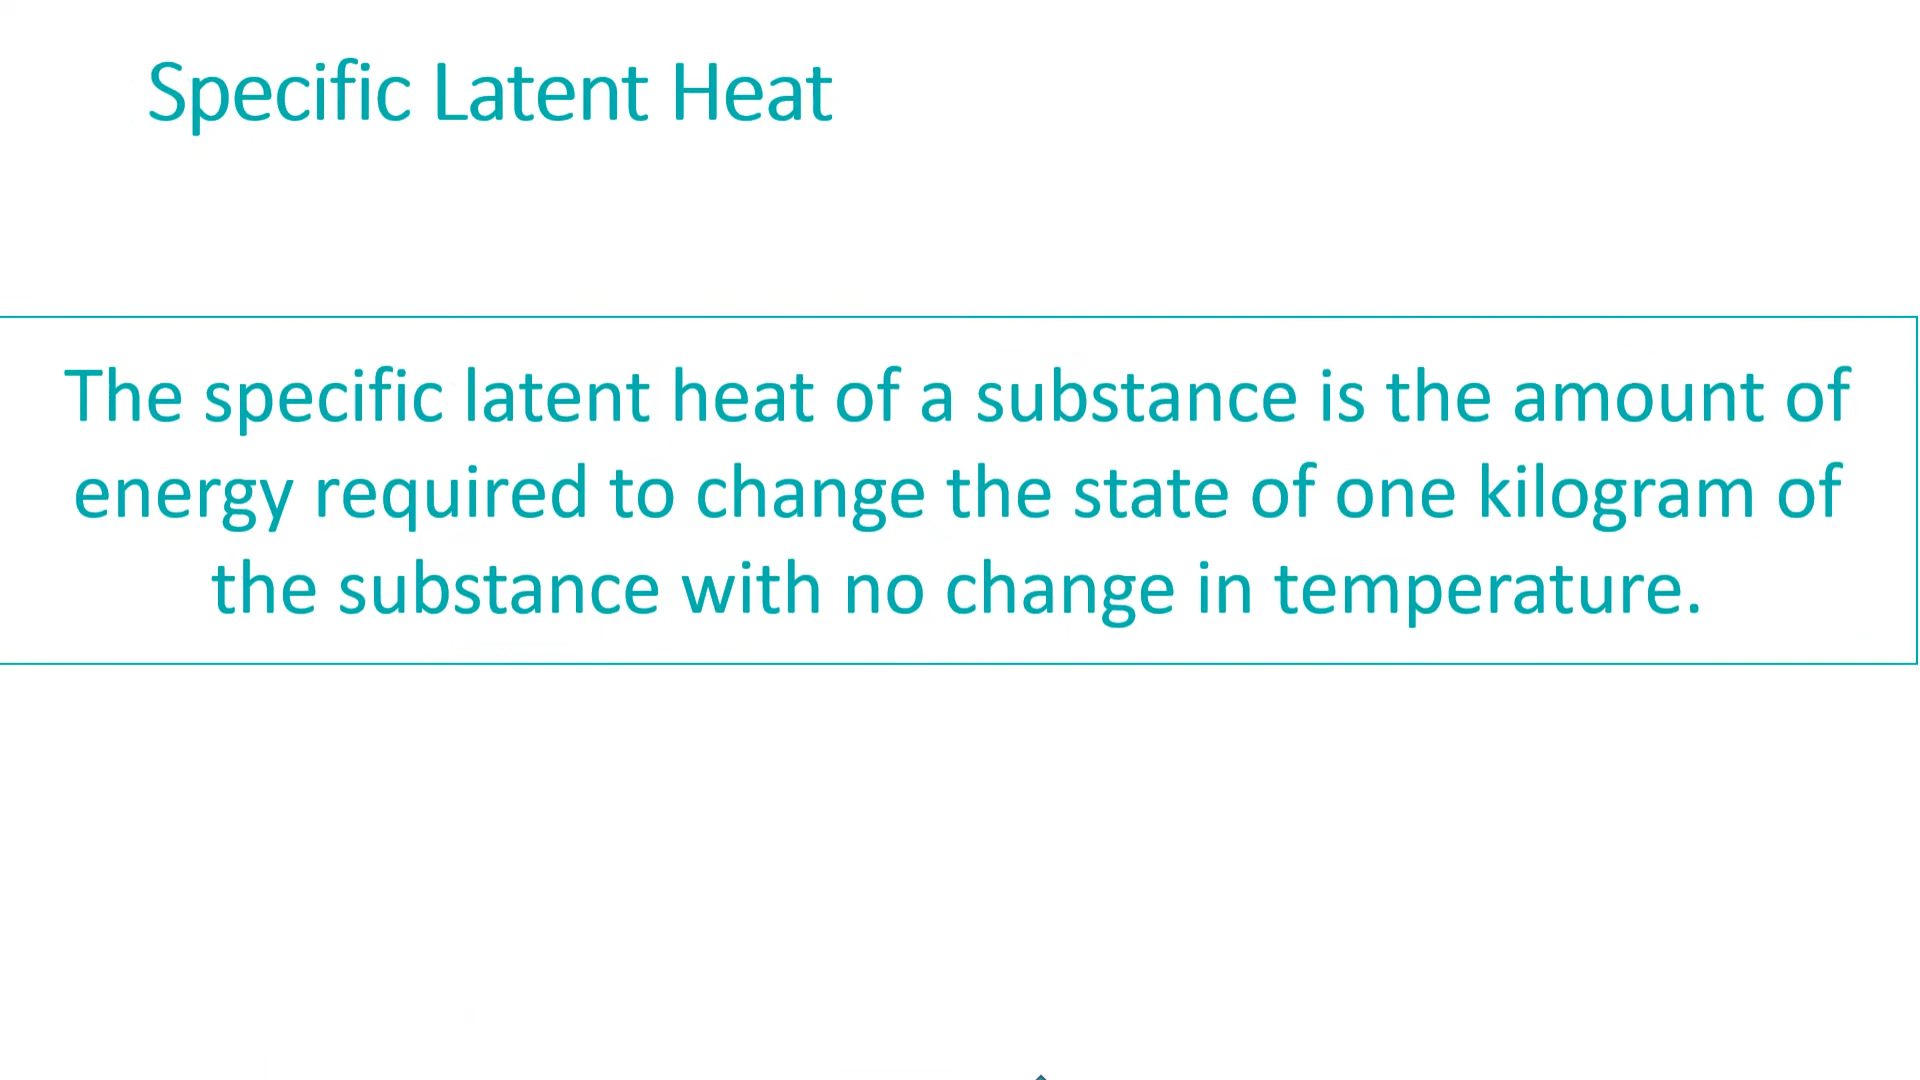 Specific Latent Heat
The specific latent heat of a substance is the amount of
energy required to change the state of one kilogram of
the substance with no change in temperature.